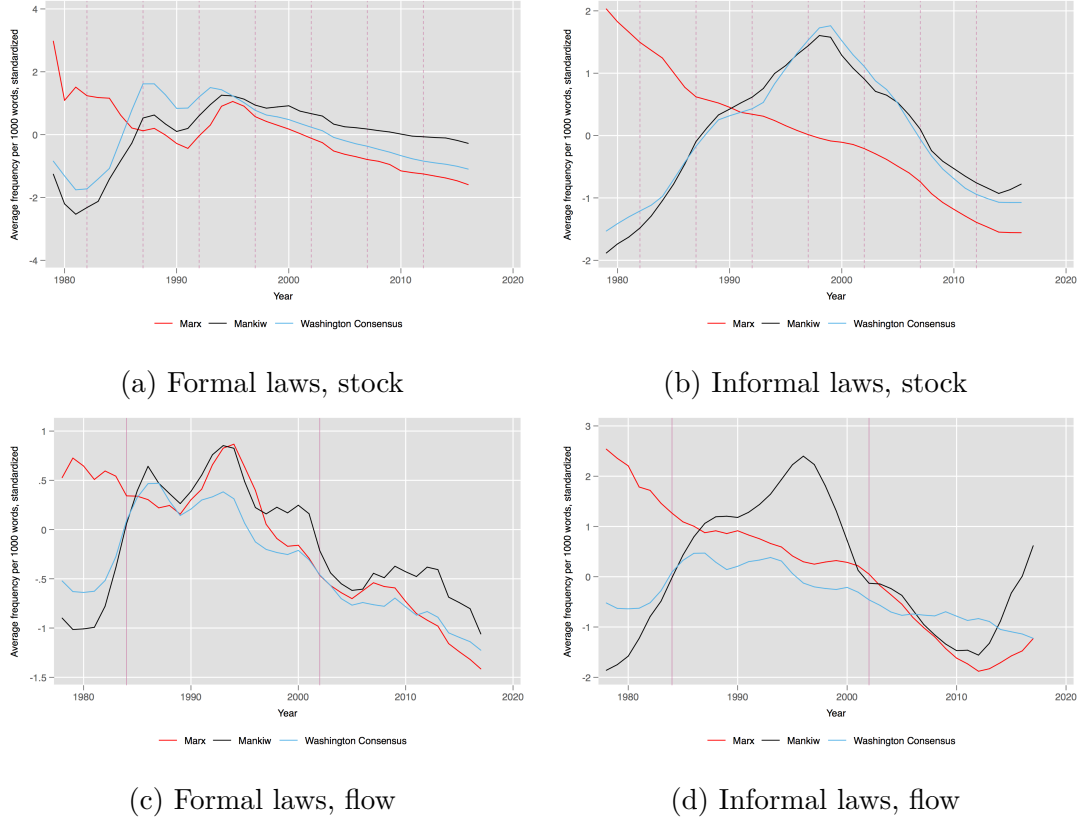 Average frequency per 1000 words, standardized
4
2
0
-2
-4
1980
1990
2000
2010
2020
Year
Marx Mankiw Washington Consensus
(a) Formal laws, stock
Average frequency per 1000 words, standardized
2
1
0
-1
-2
1980
1990
2000
2010
2020
Year
Marx Mankiw Washington Consensus
(b) Informal laws, stock
Average frequency per 1000 words, standardized
1
.5
0
-.5
-1
-1.5
1980
1990
2000
2010
2020
Year
Marx Mankiw Washington Consensus
(c) Formal laws, flow
Average frequency per 1000 words, standardized
3
2
1
0
-1
-2
1980
1990
2000
2010
2020
Year
Marx Mankiw Washington Consensus
(d) Informal laws, flow